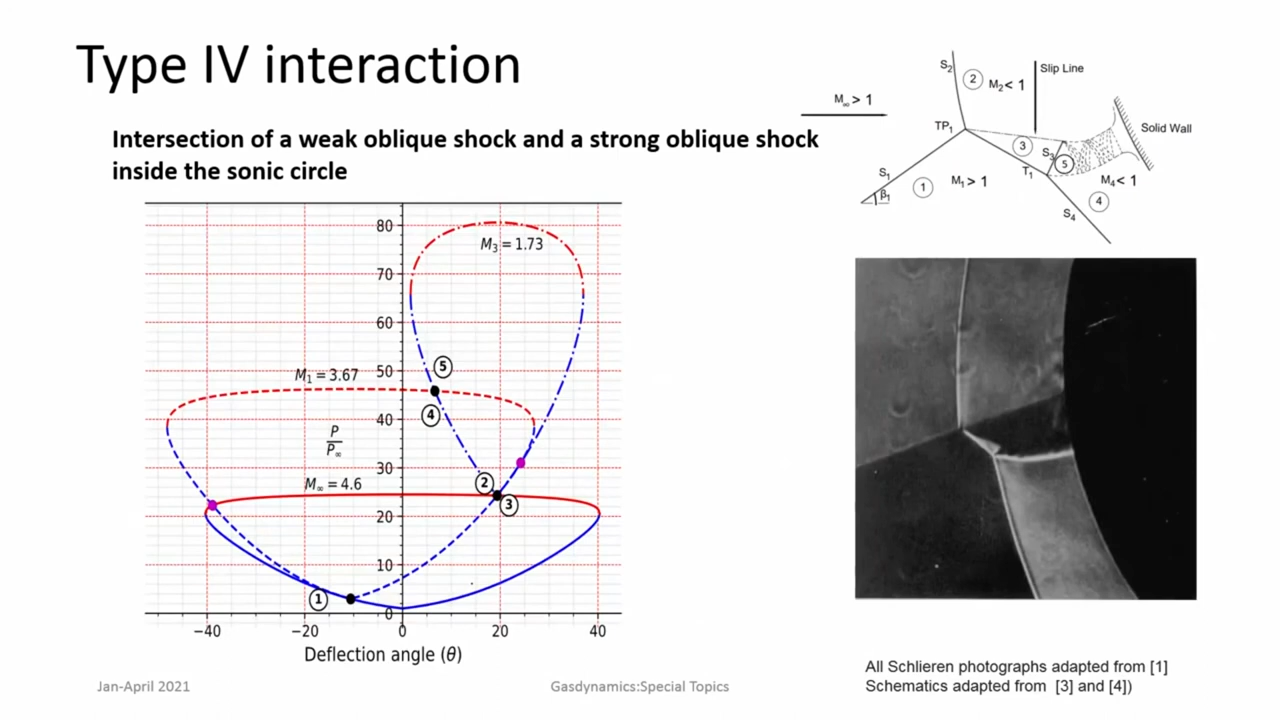 Type IV interaction
Intersection of a weak oblique shock and a strong oblique shock
inside the sonic circle
S2
2
M2< 1
Slip Line
M∞> 1
TP1
Solid Wall
3
S3
5
S1
T1
1
M1> 1
M4< 1
β1
4
S4
80
M3 = 1.73
70
60
50
5
M1 = 3.67
40
4
P
P∞
30
M∞ = 4.6
2
3
20
10
1
0
−40
−20
0
20
40
Deflection angle (θ)
All Schlieren photographs adapted from [1]
Schematics adapted from [3] and [4])
Jan-April 2021
Gasdynamics:Special Topics